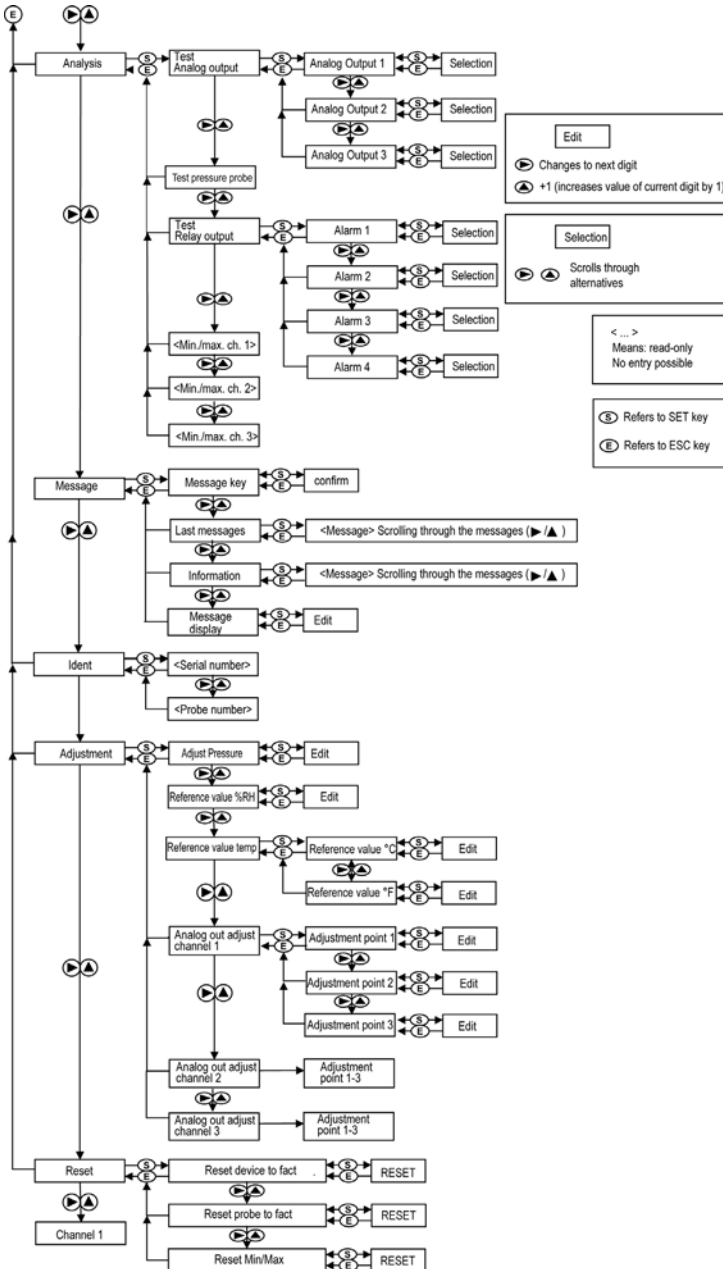 E
Analysis
S
E
Test
Analog output
S
E
Analog Output 1
S
E
Selection
Analog Output 2
S
E
Selection
Analog Output 3
S
E
Selection
Test pressure probe
Test
Relay output
S
E
Alarm 1
S
E
Selection
Alarm 2
S
E
Selection
Alarm 3
S
E
Selection
Alarm 4
S
E
Selection
<Min./max. ch. 1>
<Min./max. ch. 2>
<Min./max. ch. 3>
Edit
Changes to next digit
+1 (increases value of current digit by 1)
Selection
Scrolls through
alternatives
< ... >
Means: read-only
No entry possible
S Refers to SET key
E Refers to ESC key
Message
S
E
Message key
S
E
confirm
Last messages
S
E
<Message> Scrolling through the messages (▶/▲ )
Information
S
E
<Message> Scrolling through the messages (▶/▲ )
Message
display
S
E
Edit
Ident
S
E
<Serial number>
<Probe number>
Adjustment
S
E
Adjust Pressure
S
E
Edit
Reference value %RH
S
E
Edit
Reference value temp
S
E
Reference value °C
S
E
Edit
Reference value °F
S
E
Edit
Analog out adjust
channel 1
S
E
Adjustment point 1
S
E
Edit
Adjustment point 2
S
E
Edit
Adjustment point 3
S
E
Edit
Analog out adjust
channel 2
Adjustment
point 1-3
Analog out adjust
channel 3
Adjustment
point 1-3
Reset
S
E
Reset device to fact .
S
E
RESET
Reset probe to fact
S
E
RESET
Reset Min/Max
S
E
RESET
Channel 1